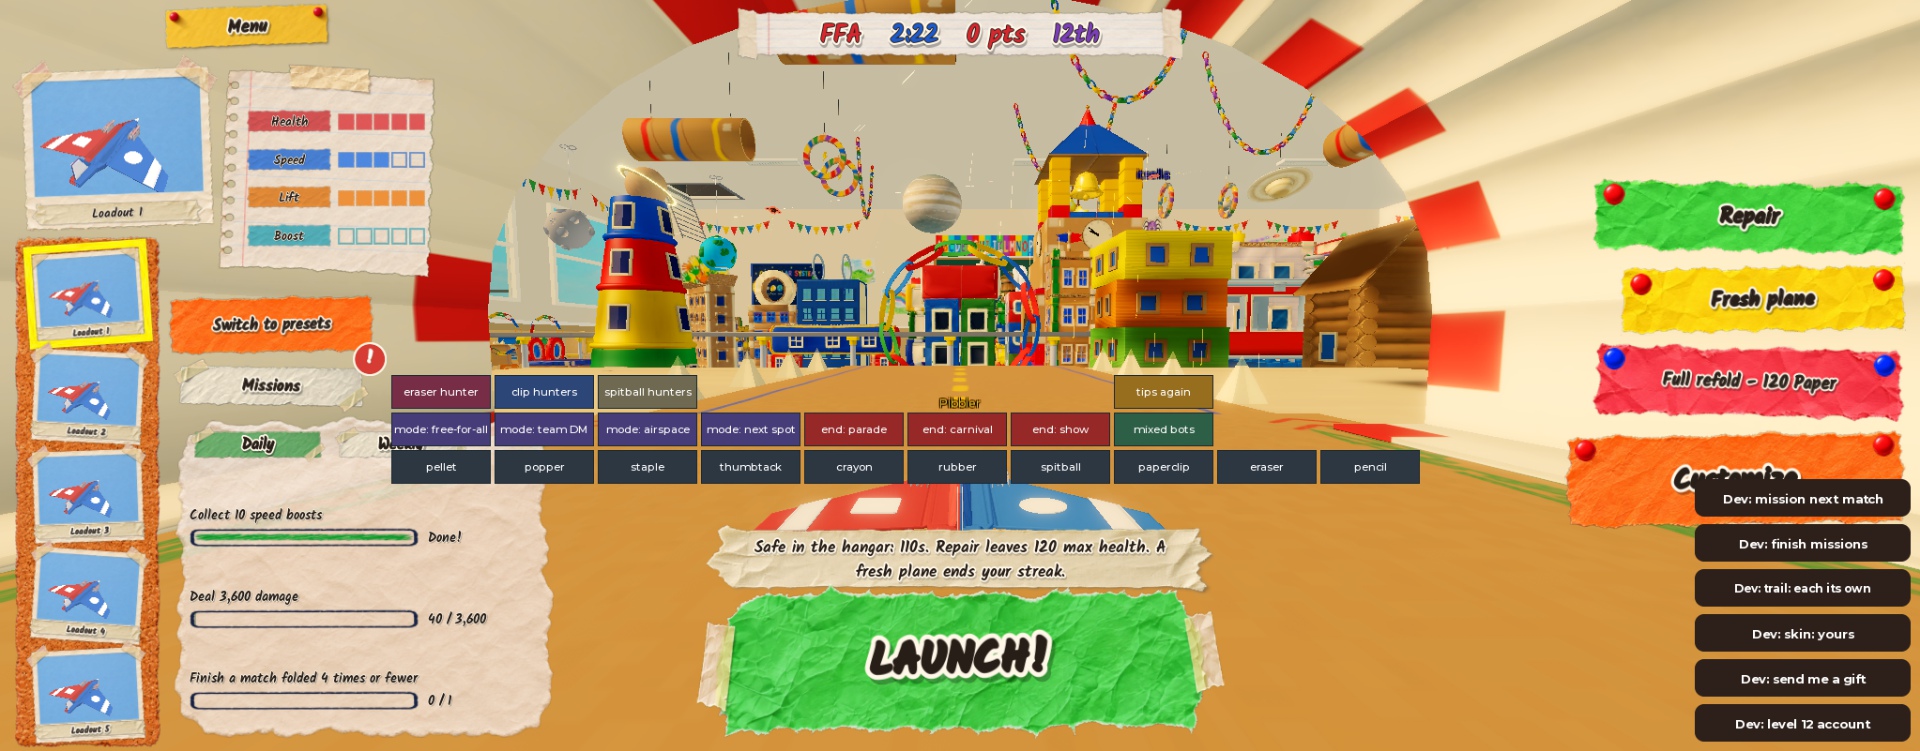 Menu
FFA 2:22 0 pts 12th
Health
Speed
Lift
Boost
Loadout 1
Loadout 1
Loadout 2
Loadout 3
Loadout 4
Loadout 5
Switch to presets
!
Missions
Daily
Collect 10 speed boosts
Done!
Deal 3,600 damage
40 / 3,600
Finish a match folded 4 times or fewer
0 / 1
eraser hunter
clip hunters
spitball hunters
Pibbler
tips again
mode: free-for-all
mode: team DM
mode: airspace
mode: next spot
end: parade
end: carnival
end: show
mixed bots
pellet
popper
staple
thumbtack
crayon
rubber
spitball
paperclip
eraser
pencil
Safe in the hangar: 110s. Repair leaves 120 max health. A
fresh plane ends your streak.
LAUNCH!
Repair
Fresh plane
Full refold - 120 Paper
Customize
Dev: mission next match
Dev: finish missions
Dev: trail: each its own
Dev: skin: yours
Dev: send me a gift
Dev: level 12 account